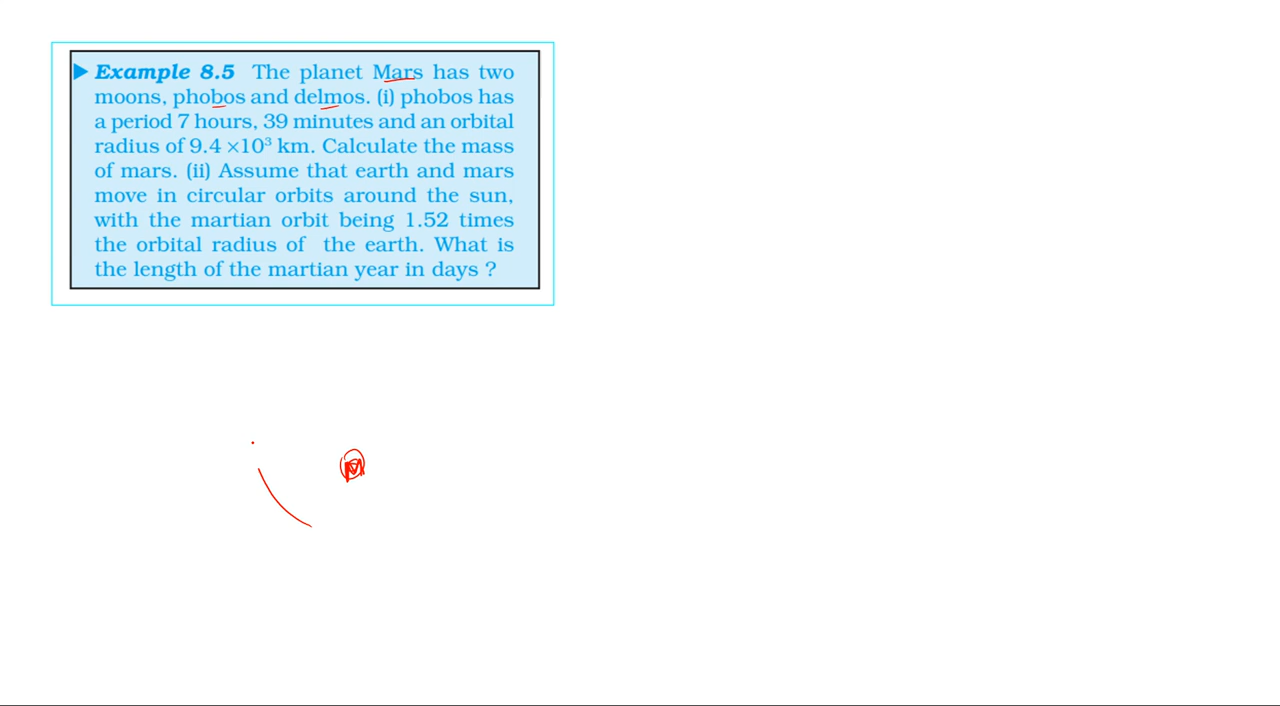 Example 8.5 The planet Mars has two
moons, phobos and delmos. (i) phobos has
a period 7 hours, 39 minutes and an orbital
radius of 9.4 ×10³ km. Calculate the mass
of mars. (ii) Assume that earth and mars
move in circular orbits around the sun,
with the martian orbit being 1.52 times
the orbital radius of the earth. What is
the length of the martian year in days ?
M